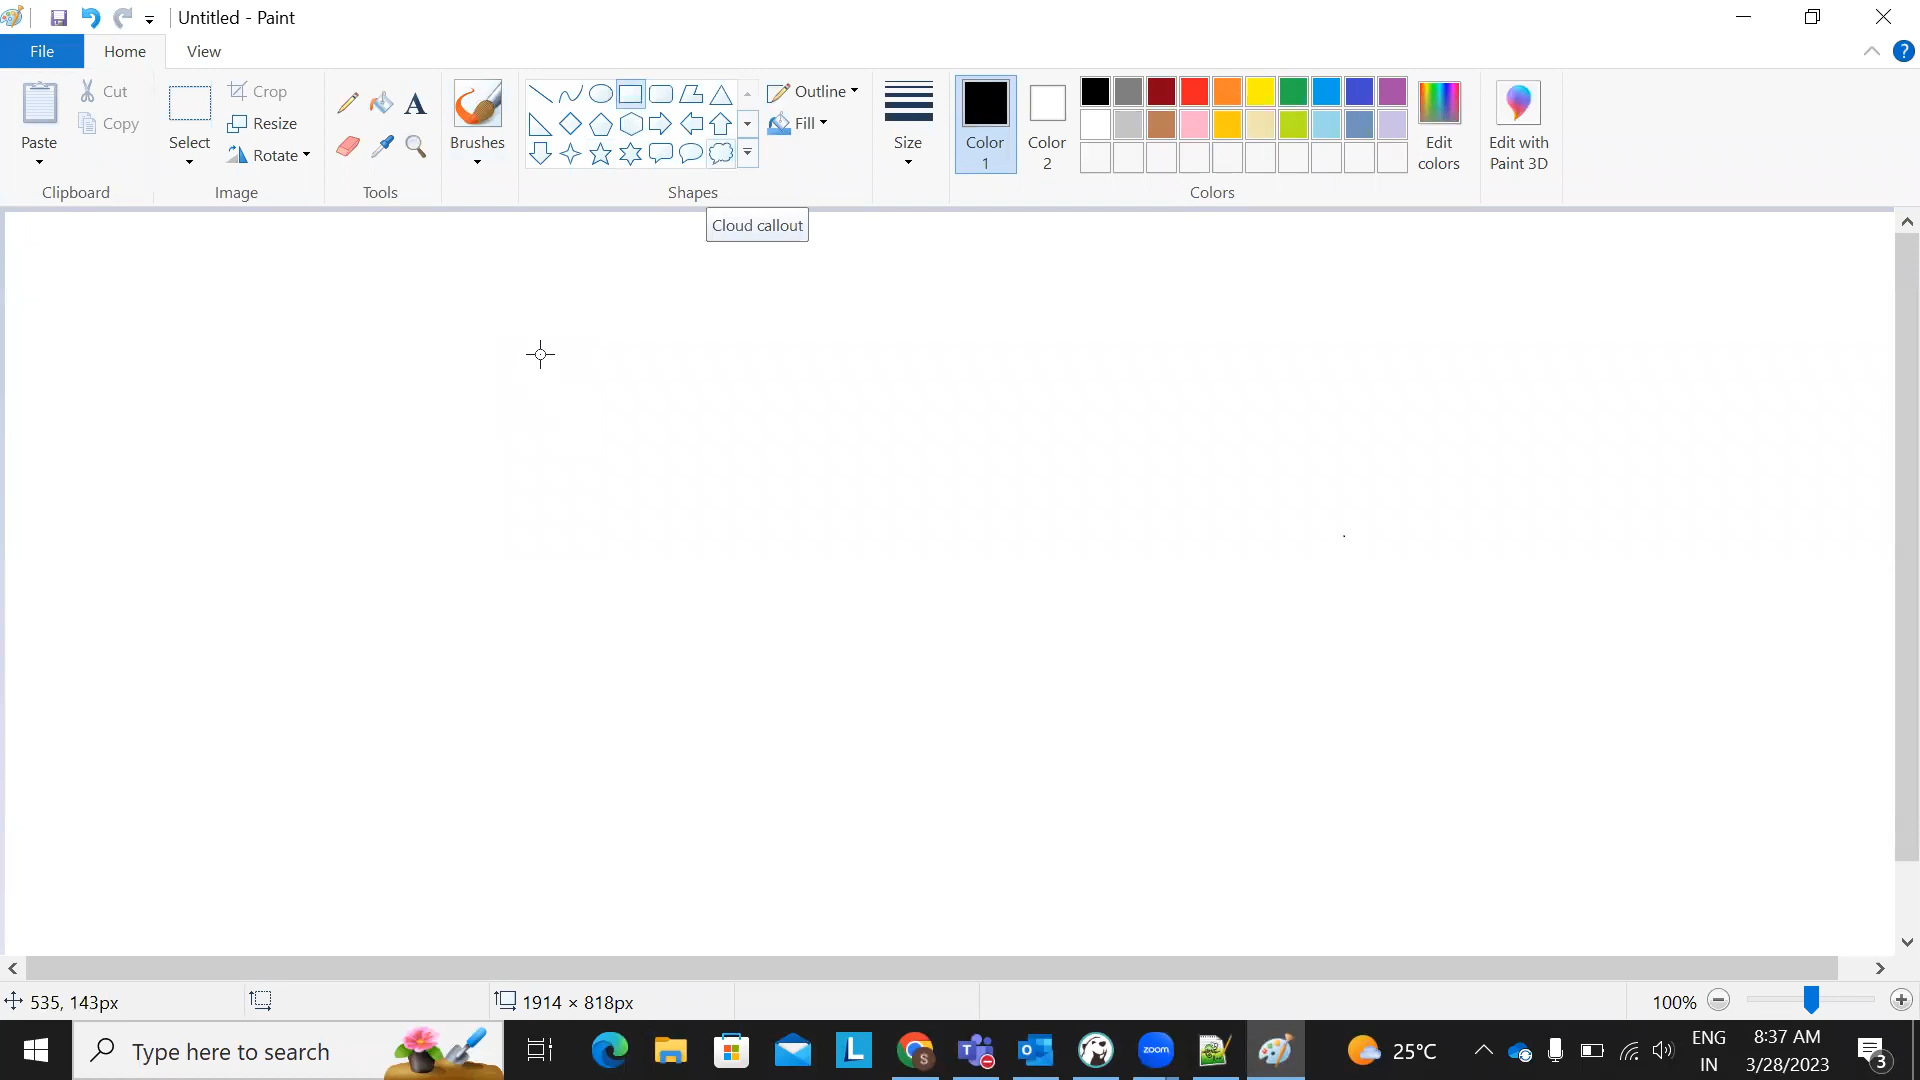 Untitled - Paint
File Home View ?
Cut Crop A Outline
Paste Copy Select Resize Brushes Fill Size Color 1 Color 2 Edit colors Edit with Paint 3D
Rotate
Clipboard Image Tools Shapes Colors
Cloud callout
535, 143px 1914 × 818px 100%
Type here to search L S zoom 25°C ENG IN 8:37 AM 3/28/2023 3